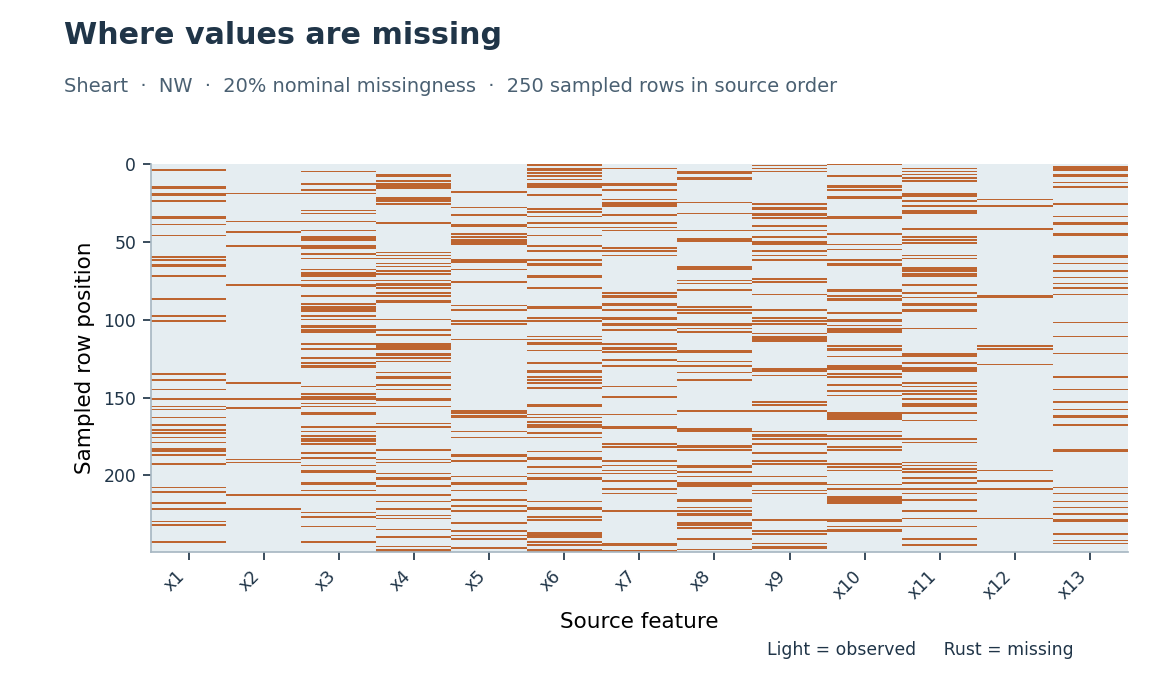 Where values are missing
Sheart · NW · 20% nominal missingness · 250 sampled rows in source order
0
50
100
150
200
Sampled row position
x1 x2 x3 x4 x5 x6 x7 x8 x9 x10 x11 x12 x13
Source feature
Light = observed Rust = missing